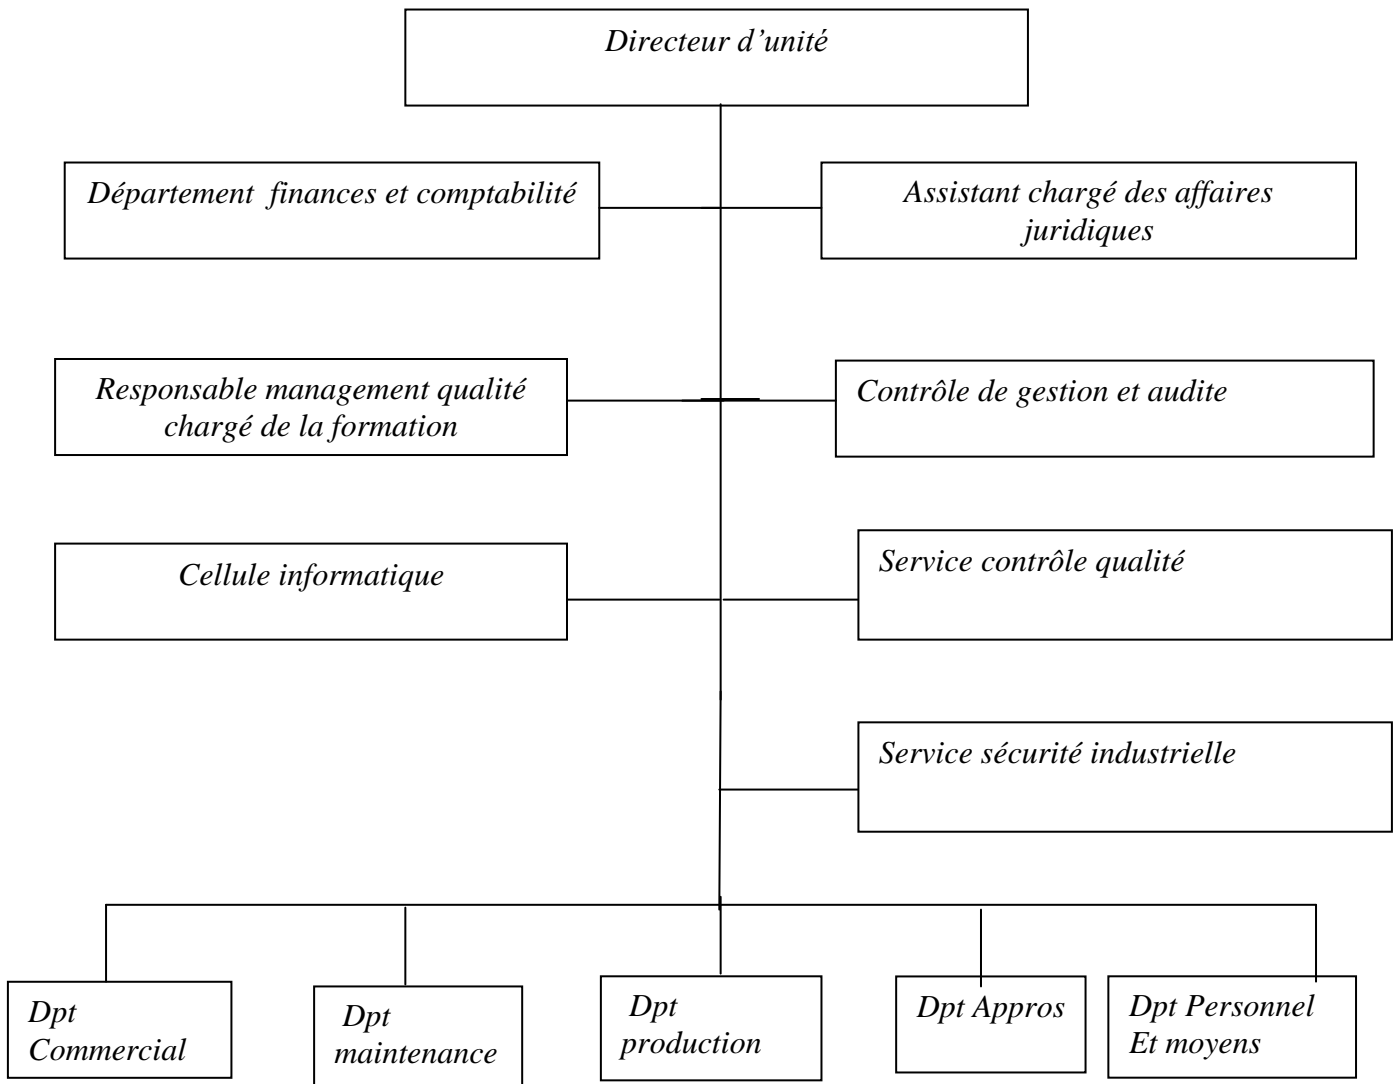 Directeur d’unité
Département finances et comptabilité
Assistant chargé des affaires
juridiques
Responsable management qualité
chargé de la formation
Contrôle de gestion et audite
Cellule informatique
Service contrôle qualité
Service sécurité industrielle
Dpt
Commercial
Dpt
maintenance
Dpt
production
Dpt Appros
Dpt Personnel
Et moyens